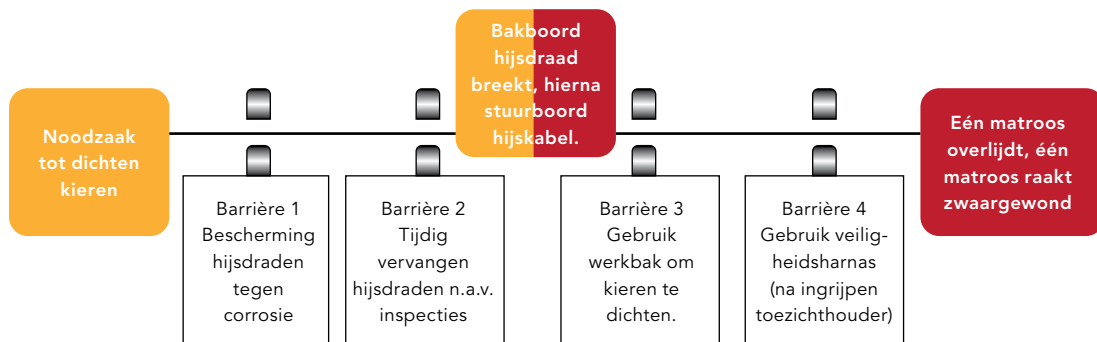 Noodzaak
tot dichten
kieren
Barrière 1
Bescherming
hijsdraden
tegen
corrosie
Barrière 2
Tijdig
vervangen
hijsdraden n.a.v.
inspecties
Bakboord
hijsdraad
breekt, hierna
stuurboord
hijskabel.
Barrière 3
Gebruik
werkbak om
kieren te
dichten.
Barrière 4
Gebruik veilig-
heidsharnas
(na ingrijpen
toezichthouder)
Eén matroos
overlijdt, één
matroos raakt
zwaargewond